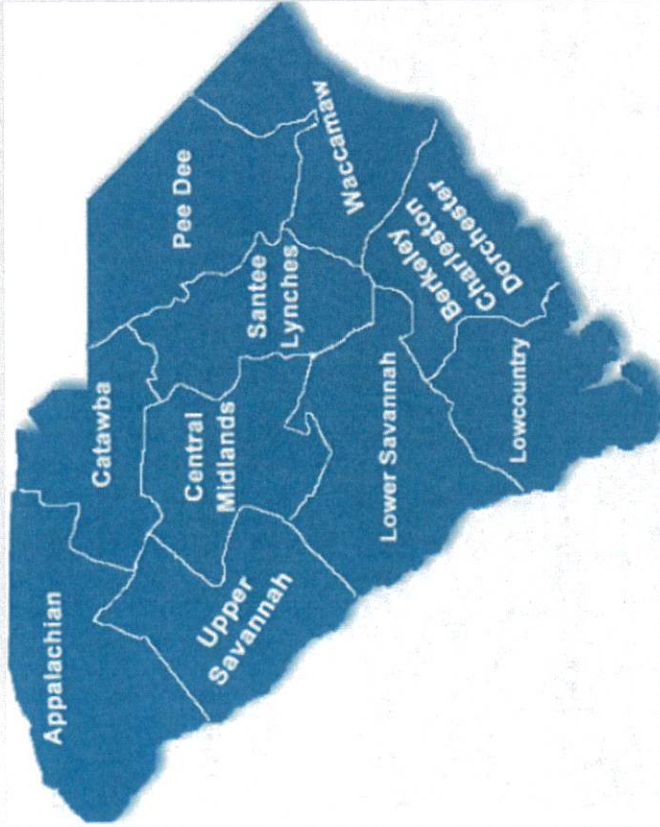 Appalachian
Catawba
Pee Dee
Upper
Savannah
Central
Midlands
Santee
Lynches
Waccamaw
Lower Savannah
Berkeley
Charleston
Dorchester
Lowcountry